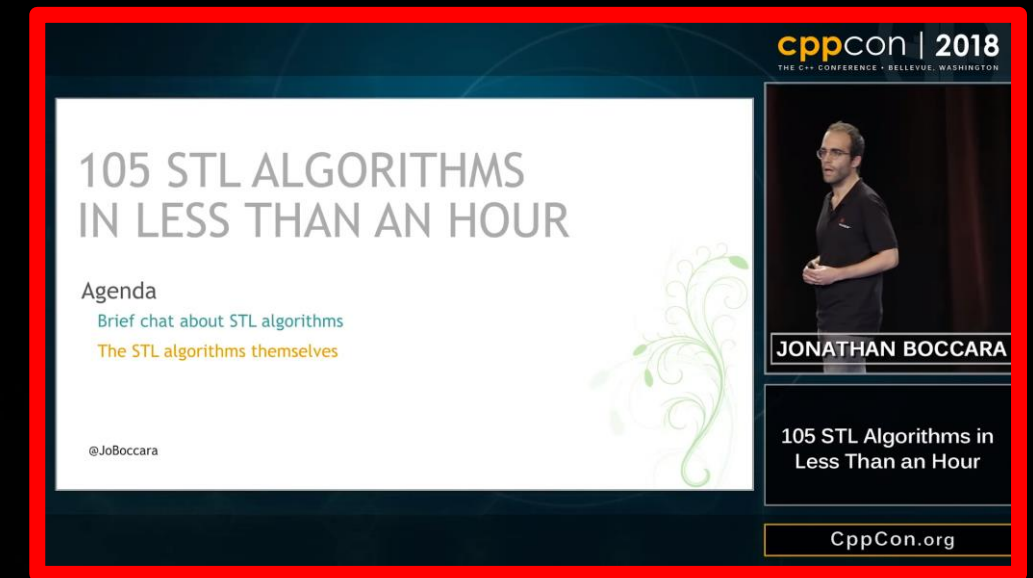 cppcon | 2018
THE C++ CONFERENCE • BELLEVUE, WASHINGTON
105 STL ALGORITHMS
IN LESS THAN AN HOUR
Agenda
Brief chat about STL algorithms
The STL algorithms themselves
@JoBoccara
JONATHAN BOCCARA
105 STL Algorithms in
Less Than an Hour
CppCon.org